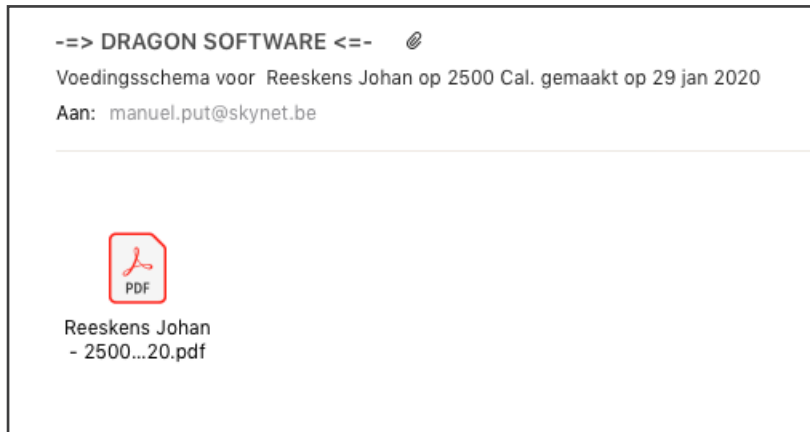 -=> DRAGON SOFTWARE <=-
Voedingsschema voor  Reeskens Johan op 2500 Cal. gemaakt op 29 jan 2020
Aan: manuel.put@skynet.be
PDF
Reeskens Johan
- 2500...20.pdf